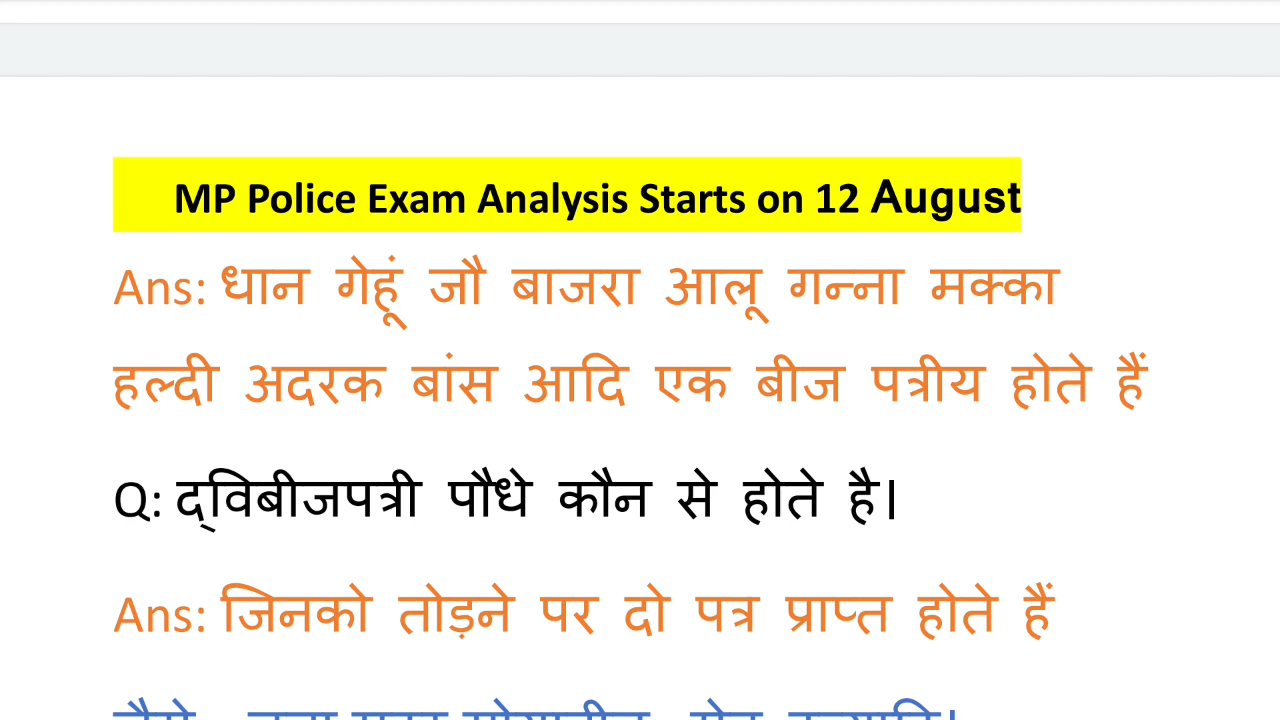 MP Police Exam Analysis Starts on 12 August
Ans: धान गेहूं जौ बाजरा आलू गन्ना मक्का
हल्दी अदरक बांस आदि एक बीज पत्रीय होते हैं
Q: द्विबीजपत्री पौधे कौन से होते है।
Ans: जिनको तोड़ने पर दो पत्र प्राप्त होते हैं